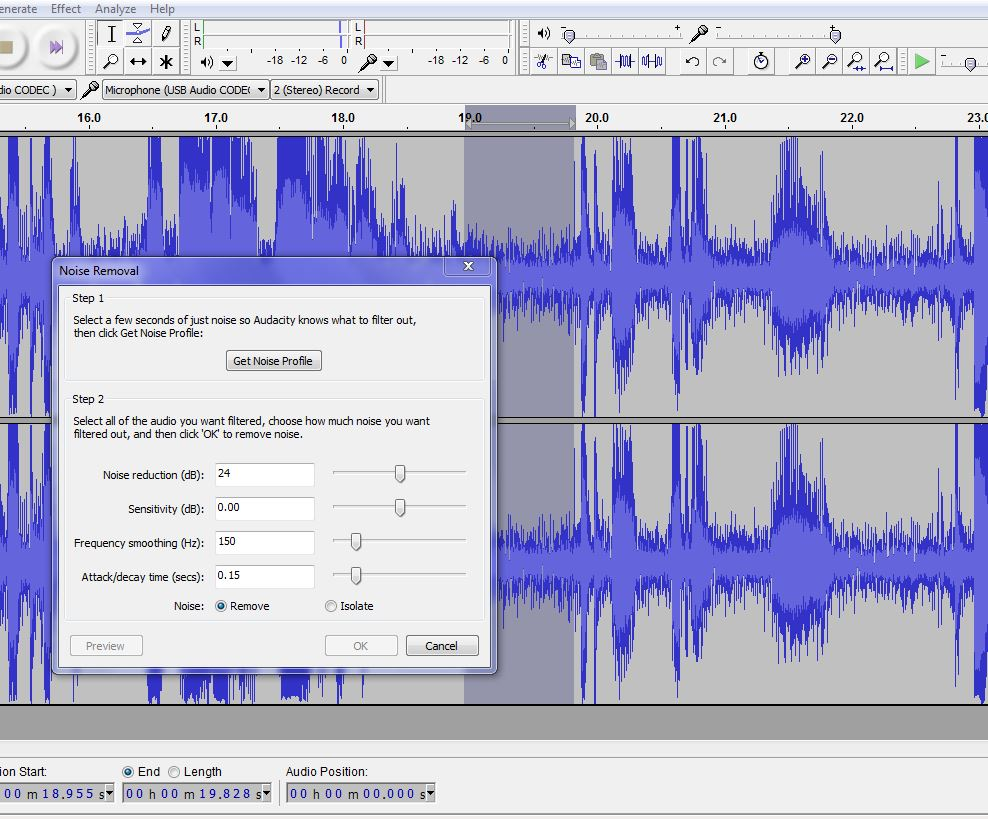 enerate Effect Analyze Help
L
R
L
R
-18 -12 -6 0
-18 -12 -6 0
- +
- +
dio CODEC ) Microphone (USB Audio CODEC 2 (Stereo) Record
16.0 17.0 18.0 19.0 20.0 21.0 22.0 23.0
Noise Removal
Step 1
Select a few seconds of just noise so Audacity knows what to filter out,
then click Get Noise Profile:
Get Noise Profile
Step 2
Select all of the audio you want filtered, choose how much noise you want
filtered out, and then click 'OK' to remove noise.
Noise reduction (dB): 24
Sensitivity (dB): 0.00
Frequency smoothing (Hz): 150
Attack/decay time (secs): 0.15
Noise: Remove Isolate
Preview OK Cancel
ion Start: End Length Audio Position:
00 m 18.955 s 00 h 00 m 19.828 s 00 h 00 m 00.000 s